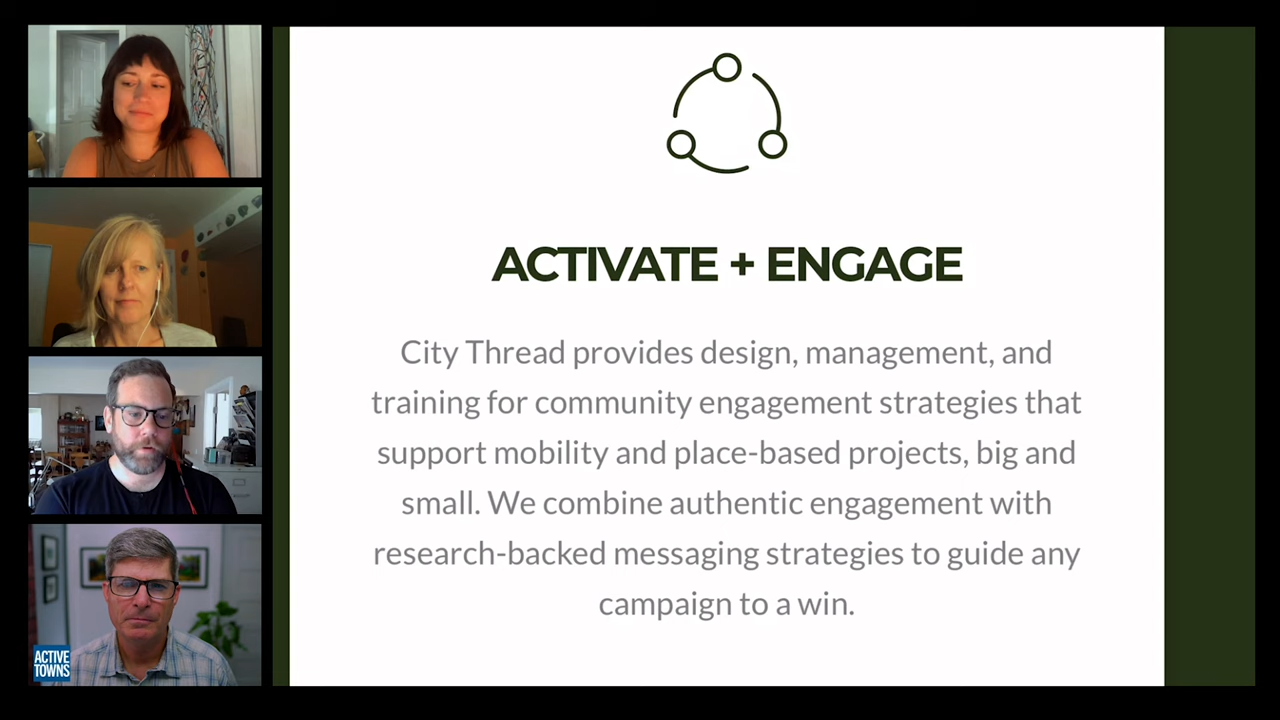 ACTIVATE + ENGAGE
City Thread provides design, management, and
training for community engagement strategies that
support mobility and place-based projects, big and
small. We combine authentic engagement with
research-backed messaging strategies to guide any
campaign to a win.
ACTIVE
TOWNS